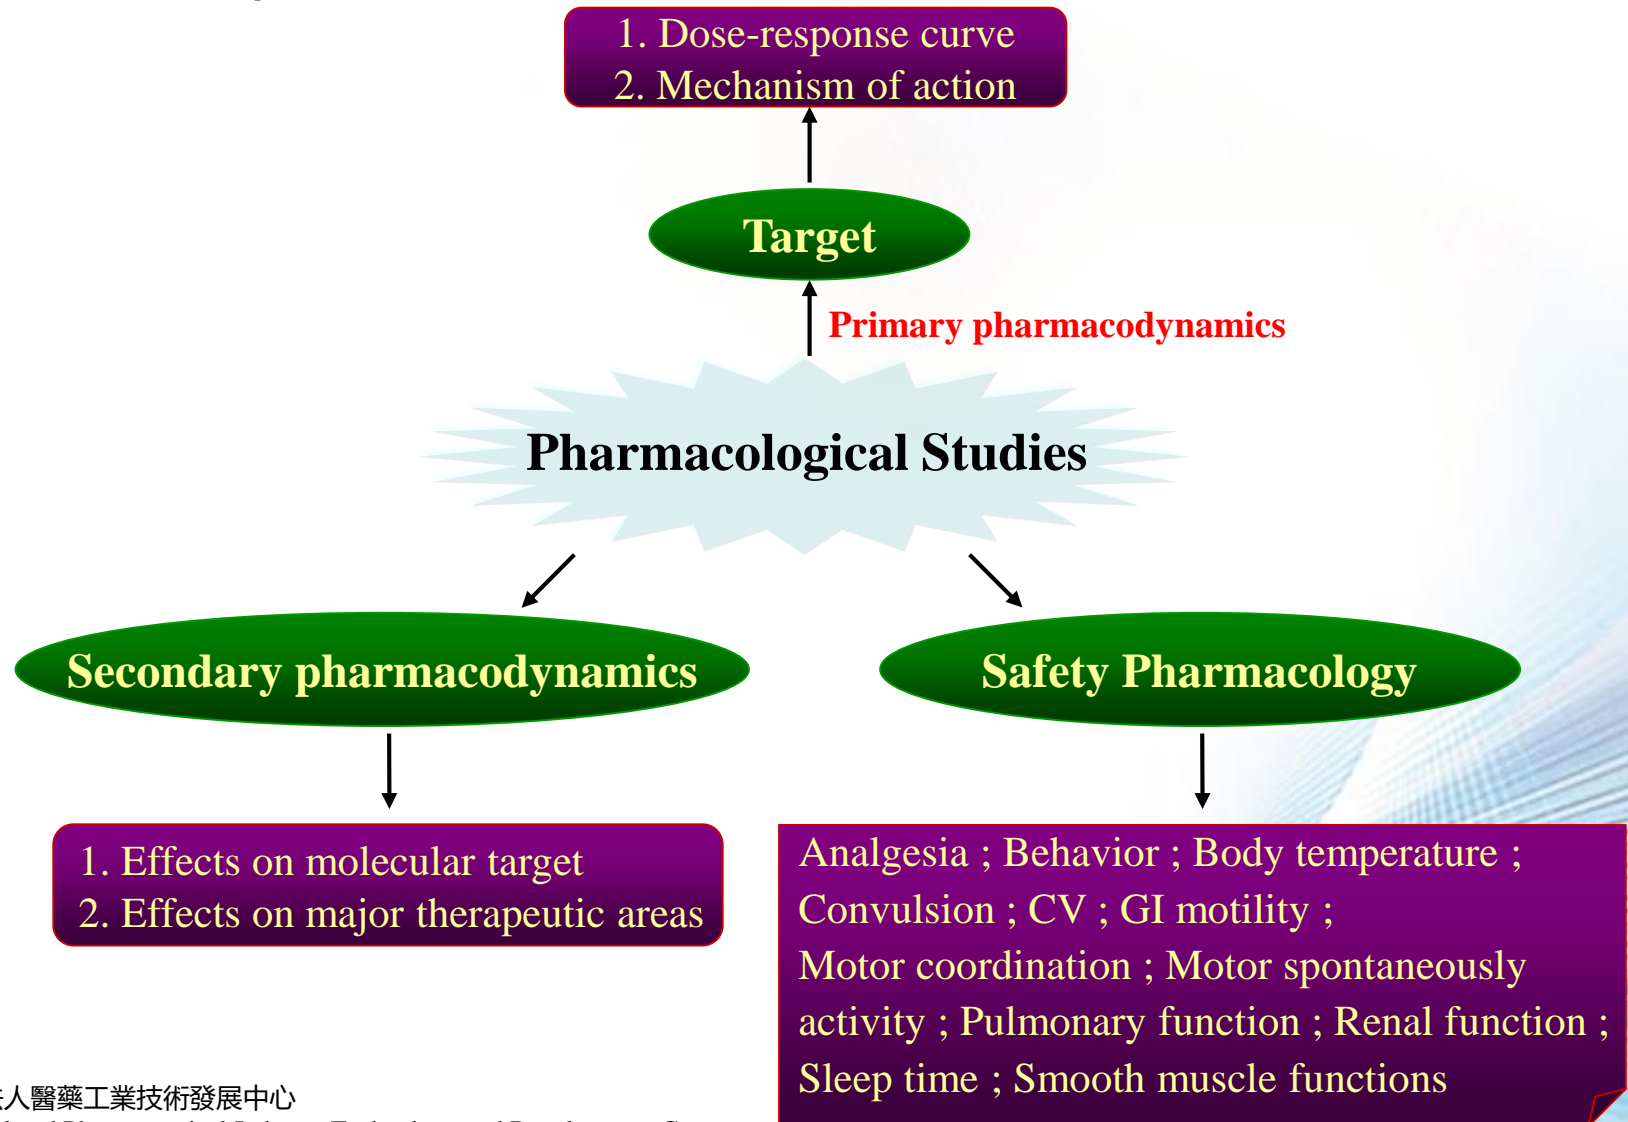 1. Dose-response curve
2. Mechanism of action
Target
Primary pharmacodynamics
Pharmacological Studies
Secondary pharmacodynamics
Safety Pharmacology
1. Effects on molecular target
2. Effects on major therapeutic areas
Analgesia ; Behavior ; Body temperature ;
Convulsion ; CV ; GI motility ;
Motor coordination ; Motor spontaneously
activity ; Pulmonary function ; Renal function ;
Sleep time ; Smooth muscle functions
人醫藥工業技術發展中心